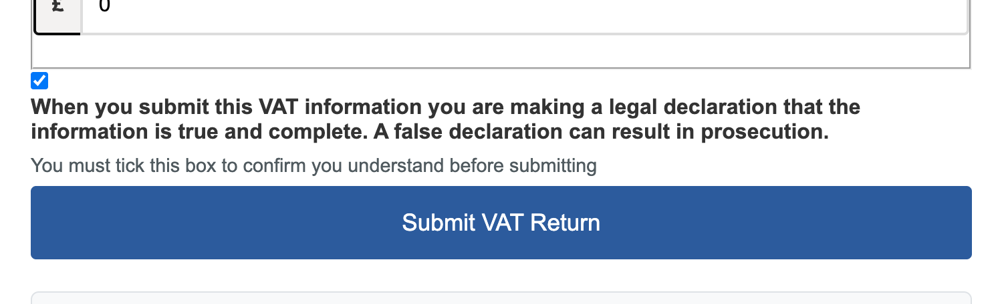 £ 0
When you submit this VAT information you are making a legal declaration that the
information is true and complete. A false declaration can result in prosecution.
You must tick this box to confirm you understand before submitting
Submit VAT Return